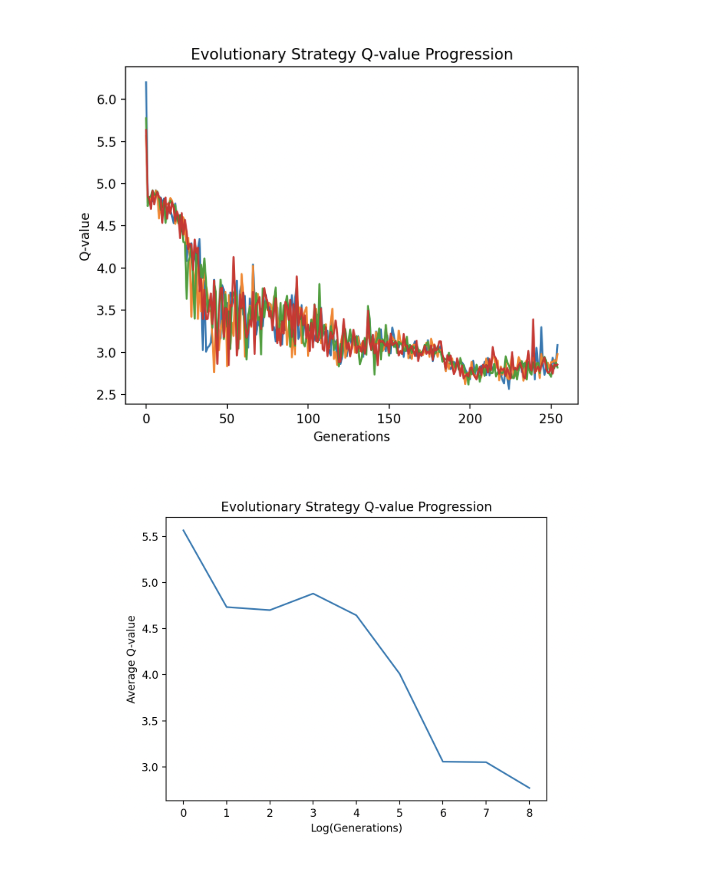 Evolutionary Strategy Q-value Progression
Q-value
6.0
5.5
5.0
4.5
4.0
3.5
3.0
2.5
0 50 100 150 200 250
Generations
Evolutionary Strategy Q-value Progression
Average Q-value
5.5
5.0
4.5
4.0
3.5
3.0
0 1 2 3 4 5 6 7 8
Log(Generations)